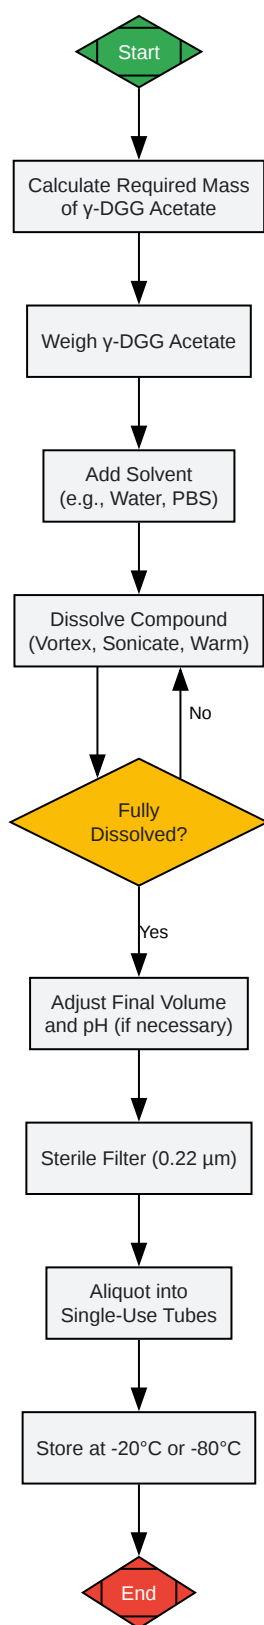 Start
Calculate Required Mass
of γ-DGG Acetate
Weigh γ-DGG Acetate
Add Solvent
(e.g., Water, PBS)
Dissolve Compound
(Vortex, Sonicate, Warm)
No
Fully
Dissolved?
Yes
Adjust Final Volume
and pH (if necessary)
Sterile Filter (0.22 µm)
Aliquot into
Single-Use Tubes
Store at -20°C or -80°C
End